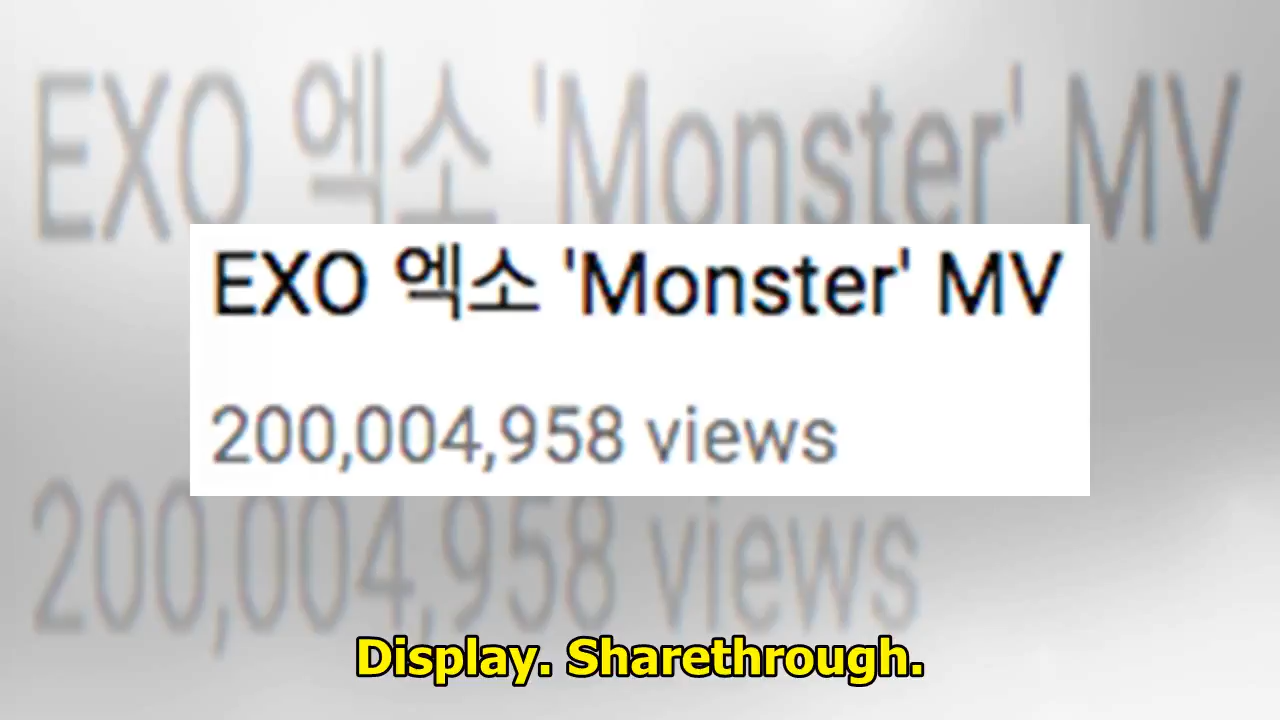 EXO 엑소 'Monster' MV
EXO 엑소 'Monster' MV
200,004,958 views
200,004,958 views
Display. Sharethrough.